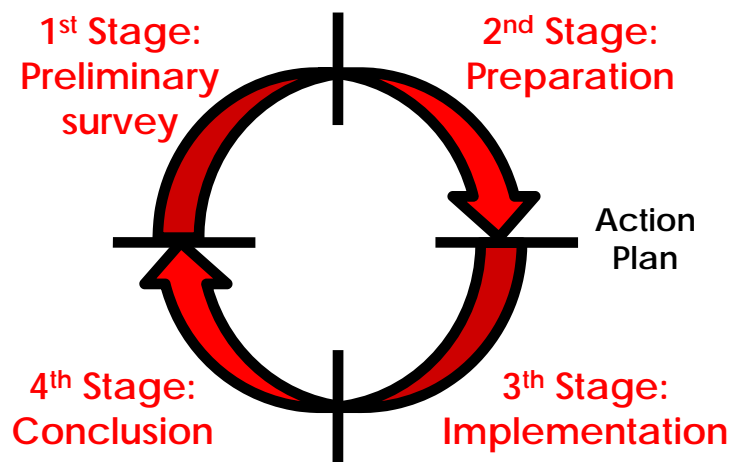 1st Stage:
Preliminary
survey
2nd Stage:
Preparation
Action
Plan
3th Stage:
Implementation
4th Stage:
Conclusion